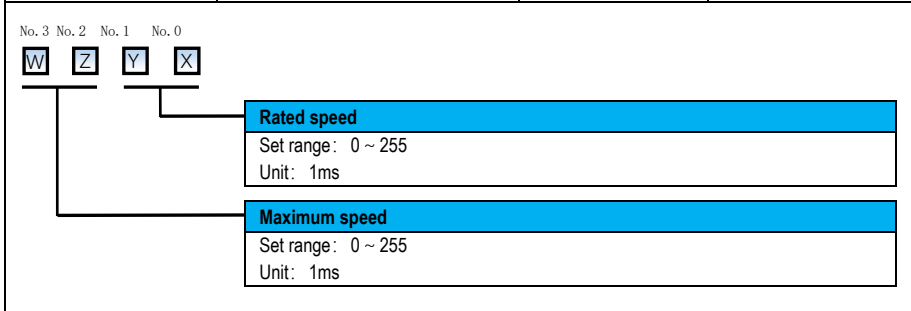 No.3 No.2 No.1 No.0
W Z Y X
Rated speed
Set range： 0 ~ 255
Unit： 1ms
Maximum speed
Set range： 0 ~ 255
Unit： 1ms